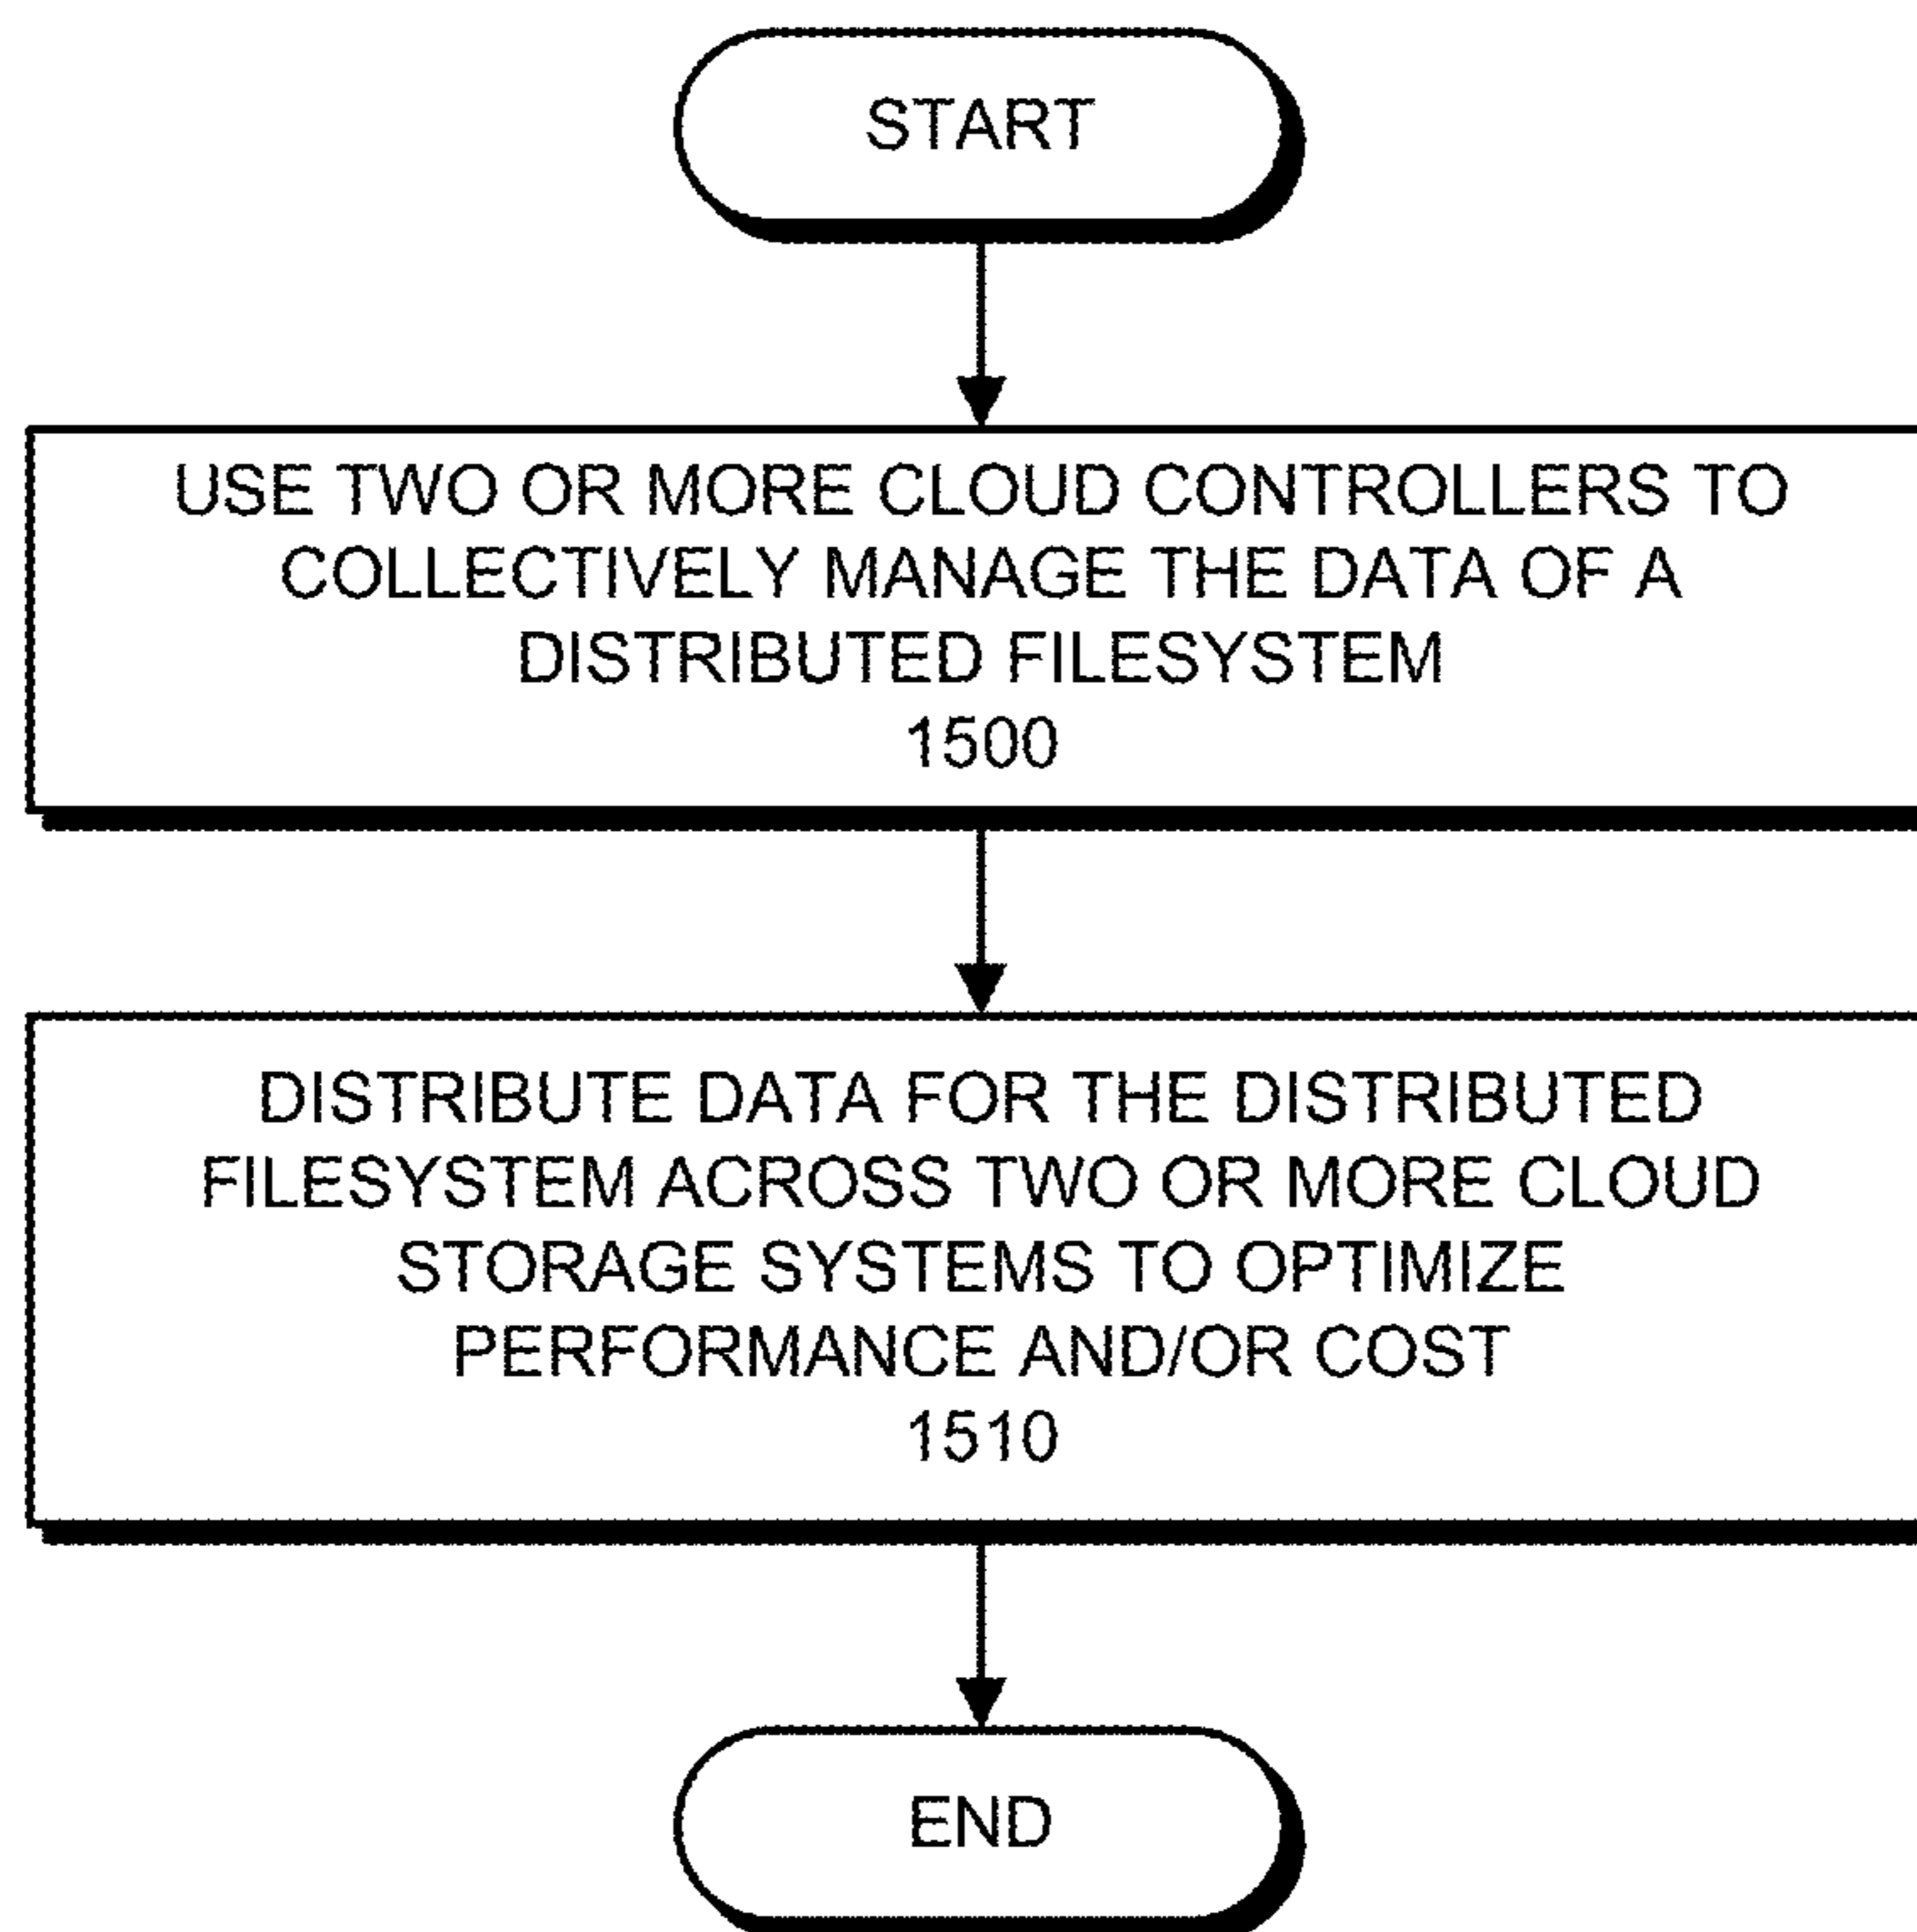 START
USE TWO OR MORE CLOUD CONTROLLERS TO
COLLECTIVELY MANAGE THE DATA OF A
DISTRIBUTED FILESYSTEM
1500
DISTRIBUTE DATA FOR THE DISTRIBUTED
FILESYSTEM ACROSS TWO OR MORE CLOUD
STORAGE SYSTEMS TO OPTIMIZE
PERFORMANCE AND/OR COST
1510
END